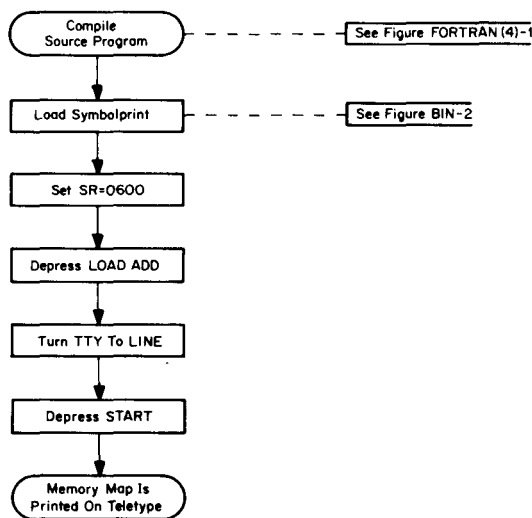 Compile
Source Program
See Figure FORTRAN (4)-1
Load Symbolprint
See Figure BIN-2
Set SR=0600
Depress LOAD ADD
Turn TTY To LINE
Depress START
Memory Map Is
Printed On Teletype